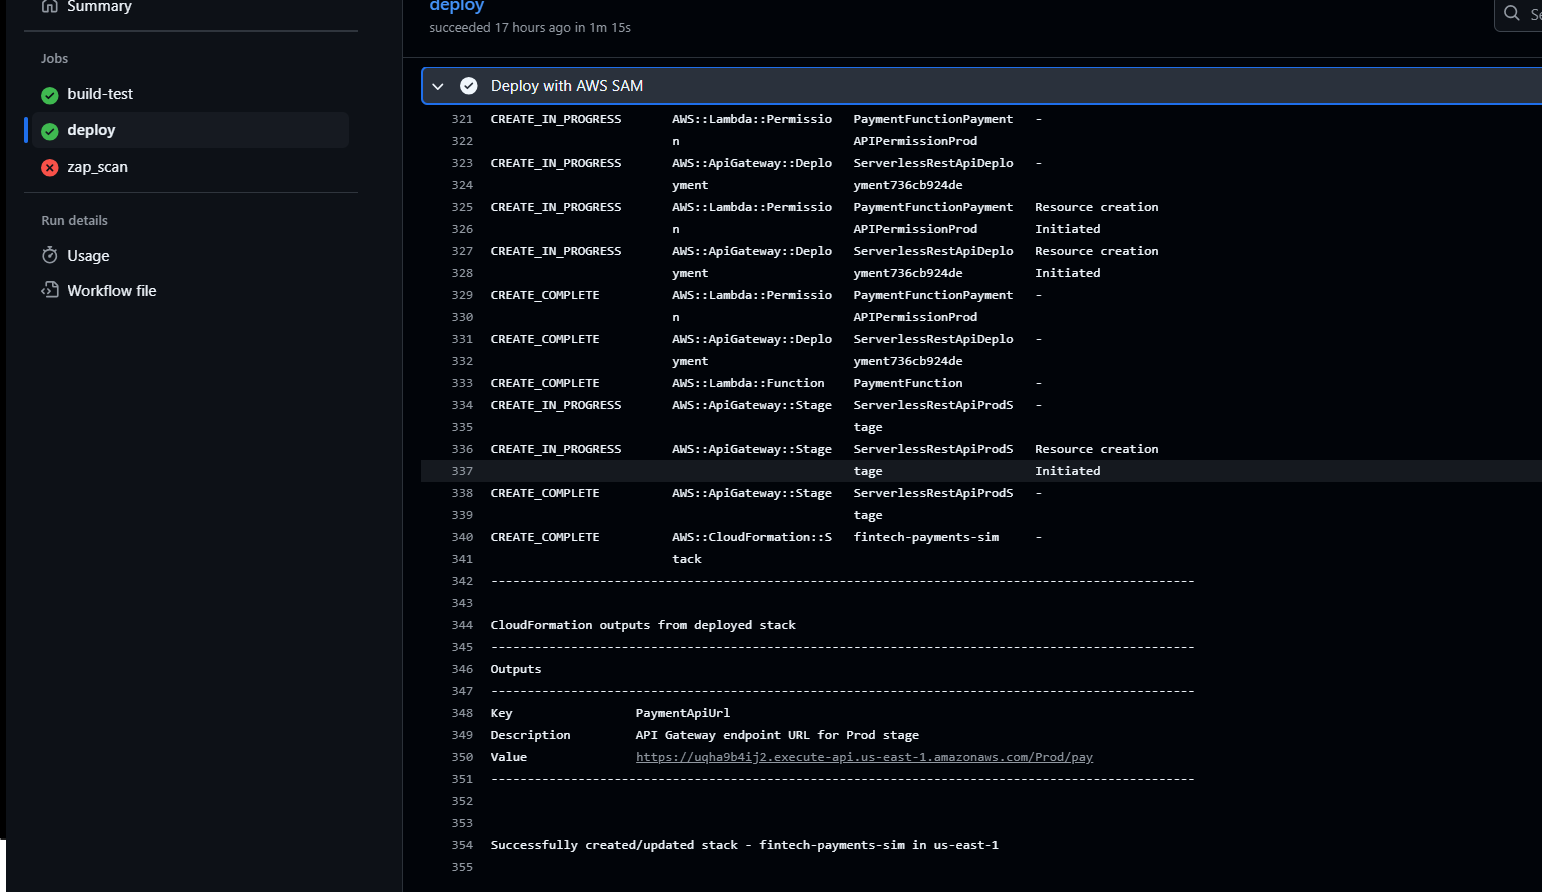 Summary
Jobs
build-test
deploy
zap_scan
Run details
Usage
Workflow file
deploy
succeeded 17 hours ago in 1m 15s
Deploy with AWS SAM
321 CREATE_IN_PROGRESS AWS::Lambda::Permissio PaymentFunctionPayment -
322 n APIPermissionProd
323 CREATE_IN_PROGRESS AWS::ApiGateway::Deplo ServerlessRestApiDeplo -
324 yment yment736cb924de
325 CREATE_IN_PROGRESS AWS::Lambda::Permissio PaymentFunctionPayment Resource creation
326 n APIPermissionProd Initiated
327 CREATE_IN_PROGRESS AWS::ApiGateway::Deplo ServerlessRestApiDeplo Resource creation
328 yment yment736cb924de Initiated
329 CREATE_COMPLETE AWS::Lambda::Permissio PaymentFunctionPayment -
330 n APIPermissionProd
331 CREATE_COMPLETE AWS::ApiGateway::Deplo ServerlessRestApiDeplo -
332 yment yment736cb924de
333 CREATE_COMPLETE AWS::Lambda::Function PaymentFunction -
334 CREATE_IN_PROGRESS AWS::ApiGateway::Stage ServerlessRestApiProdS -
335 tage
336 CREATE_IN_PROGRESS AWS::ApiGateway::Stage ServerlessRestApiProdS Resource creation
337 tage Initiated
338 CREATE_COMPLETE AWS::ApiGateway::Stage ServerlessRestApiProdS -
339 tage
340 CREATE_COMPLETE AWS::CloudFormation::S fintech-payments-sim -
341 tack
342 -------------------------------------------------------------------------------------------------
343
344 CloudFormation outputs from deployed stack
345 -------------------------------------------------------------------------------------------------
346 Outputs
347 -------------------------------------------------------------------------------------------------
348 Key PaymentApiUrl
349 Description API Gateway endpoint URL for Prod stage
350 Value https://uqha9b4ij2.execute-api.us-east-1.amazonaws.com/Prod/pay
351 -------------------------------------------------------------------------------------------------
352
353
354 Successfully created/updated stack - fintech-payments-sim in us-east-1
355